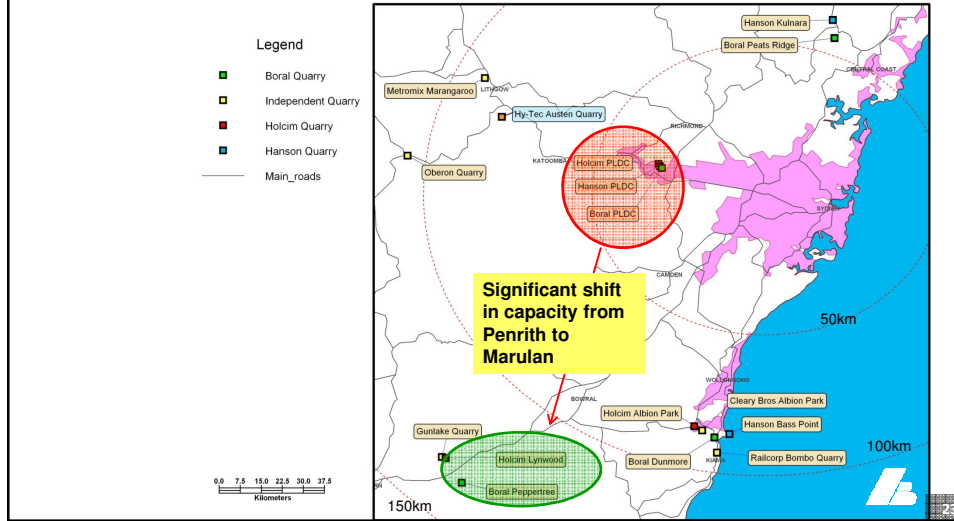 Legend
Boral Quarry
Independent Quarry
Holcim Quarry
Hanson Quarry
Main_roads
Hanson Kulnara
Boral Peats Ridge
CENTRAL COAST
Metromix Marangaroo
LITHGOW
Hy-Tec Austen Quarry
RICHMOND
Oberon Quarry
KATOOMBA
Holcim PLDC
Hanson PLDC
Boral PLDC
SYDNEY
CAMDEN
Significant shift
in capacity from
Penrith to
Marulan
50km
WOLLONGONG
BOWRAL
Cleary Bros Albion Park
Holcim Albion Park
Hanson Bass Point
Gunlake Quarry
100km
Holcim Lynwood
Boral Dunmore
KIAMA
Railcorp Bombo Quarry
Boral Peppertree
0.0 7.5 15.0 22.5 30.0 37.5
Kilometers
150km
2